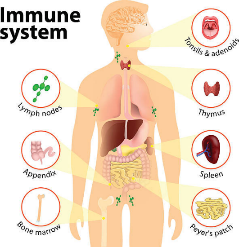 Immune
system
Tonsils & adenoids
Lymph nodes
Thymus
Appendix
Spleen
Bone marrow
Peyer's patch